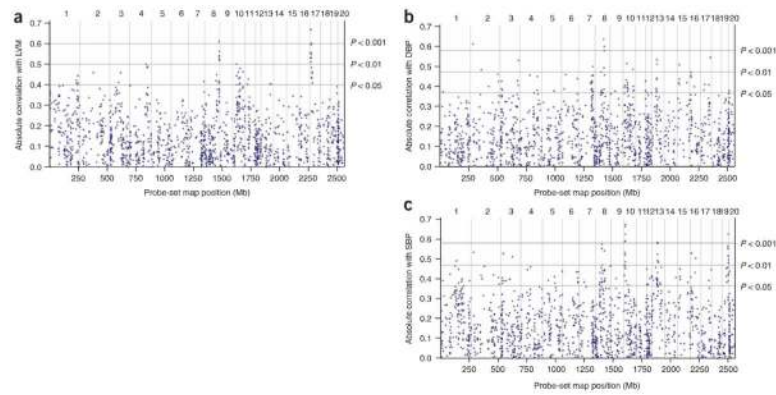 a
1 2 3 4 5 6 7 8 9 10 11 12 13 14 15 16 17 18 19 20
Absolute correlation with LVM
0.7
0.6
0.5
0.4
0.3
0.2
0.1
0.0
P < 0.001
P < 0.01
P < 0.05
250 500 750 1000 1250 1500 1750 2000 2250 2500
Probe-set map position (Mb)
b
1 2 3 4 5 6 7 8 9 10 11 12 13 14 15 16 17 18 19 20
Absolute correlation with DBP
0.7
0.6
0.5
0.4
0.3
0.2
0.1
0.0
P < 0.001
P < 0.01
P < 0.05
250 500 750 1000 1250 1500 1750 2000 2250 2500
Probe-set map position (Mb)
c
1 2 3 4 5 6 7 8 9 10 11 12 13 14 15 16 17 18 19 20
Absolute correlation with SBP
0.7
0.6
0.5
0.4
0.3
0.2
0.1
0.0
P < 0.001
P < 0.01
P < 0.05
250 500 750 1000 1250 1500 1750 2000 2250 2500
Probe-set map position (Mb)